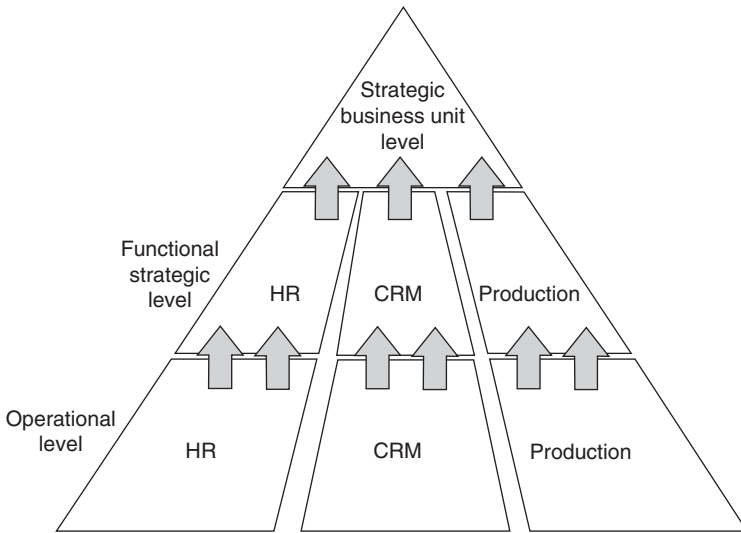 Strategic
business unit
level
Functional
strategic
level
HR
CRM
Production
Operational
level
HR
CRM
Production